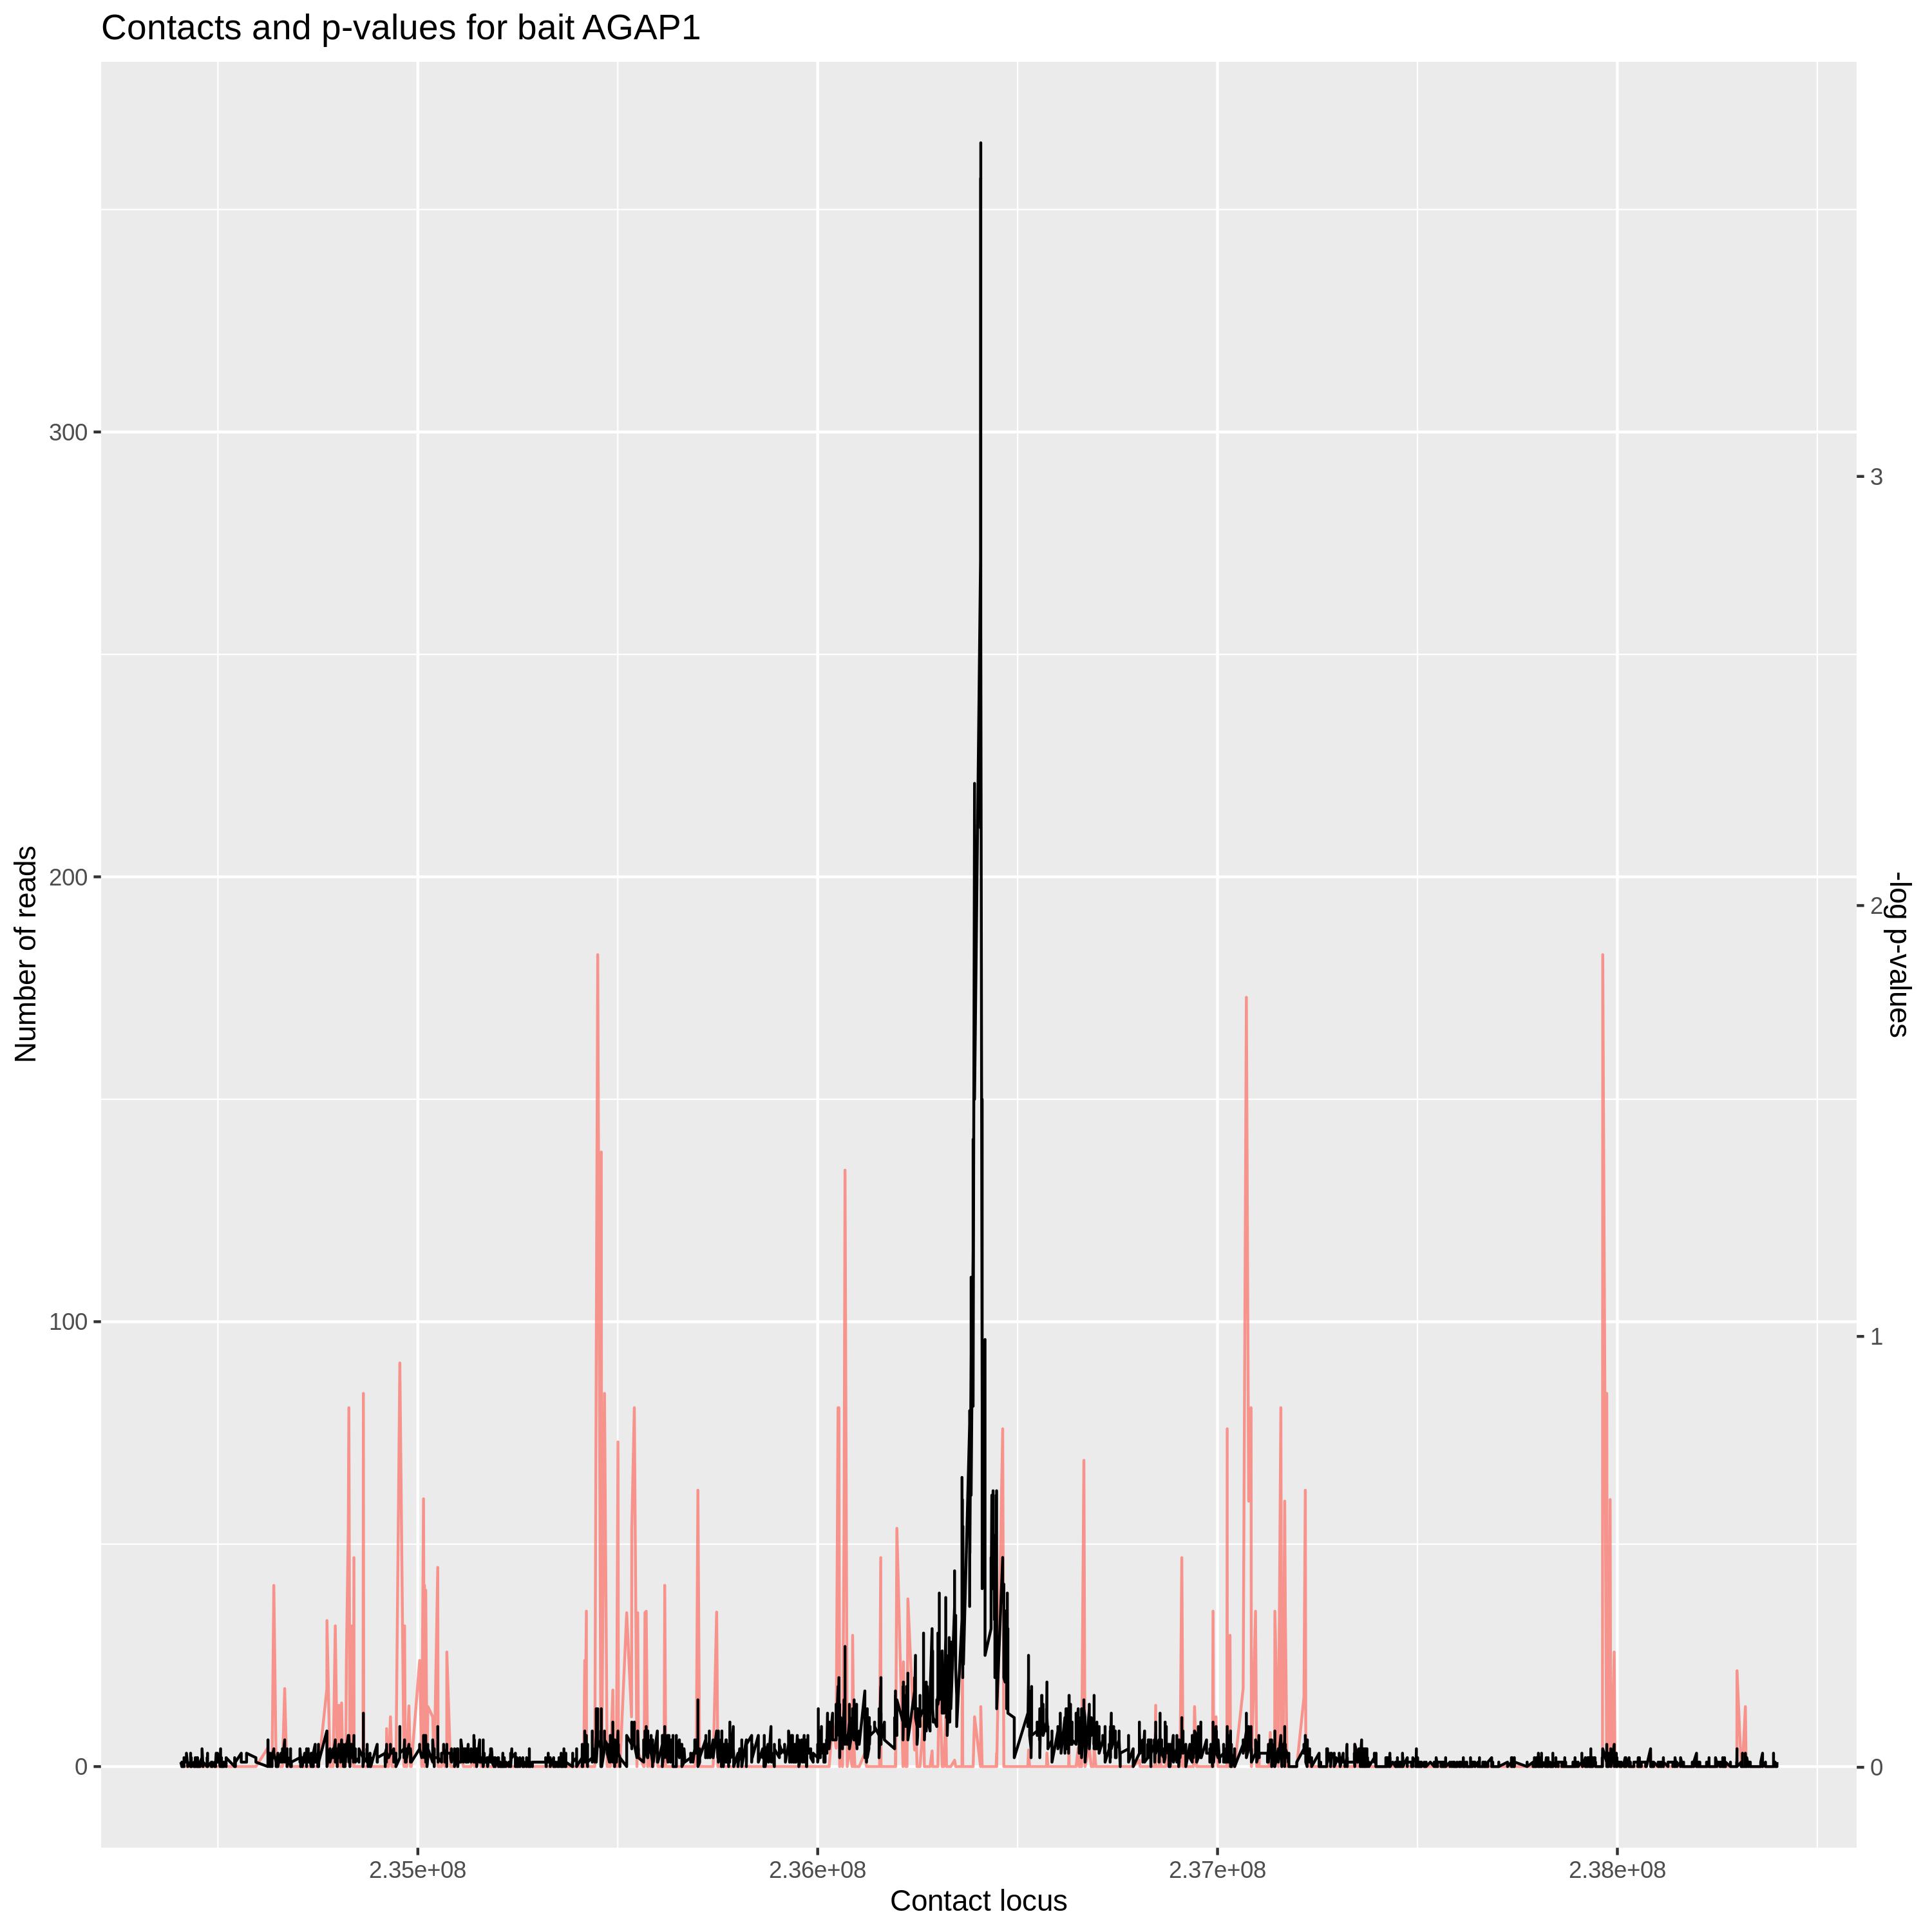 Contacts and p-values for bait AGAP1
300
200
100
0
Number of reads
3
2
1
0
-log p-values
2.35e+08
2.36e+08
2.37e+08
2.38e+08
Contact locus